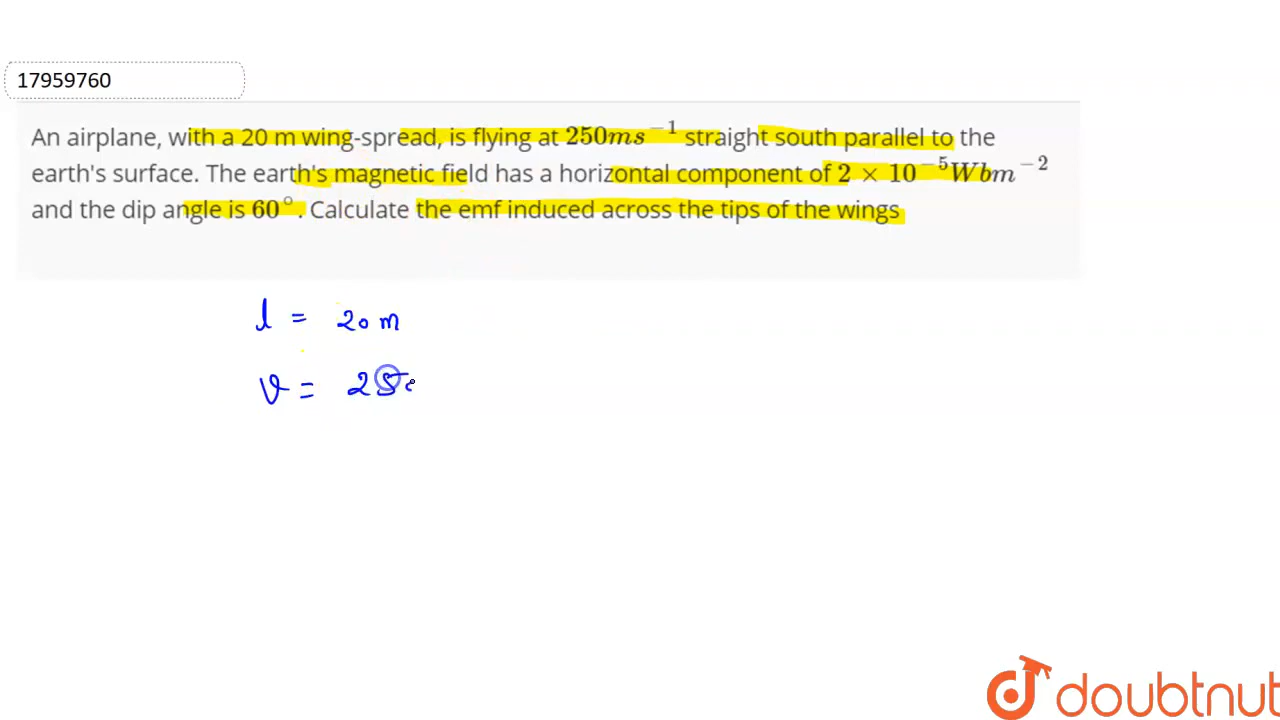 17959760
An airplane, with a 20 m wing-spread, is flying at 250ms⁻¹ straight south parallel to the
earth's surface. The earth's magnetic field has a horizontal component of 2 × 10⁻⁵Wbm⁻²
and the dip angle is 60°. Calculate the emf induced across the tips of the wings
l = 20 m
v = 250
doubtnut